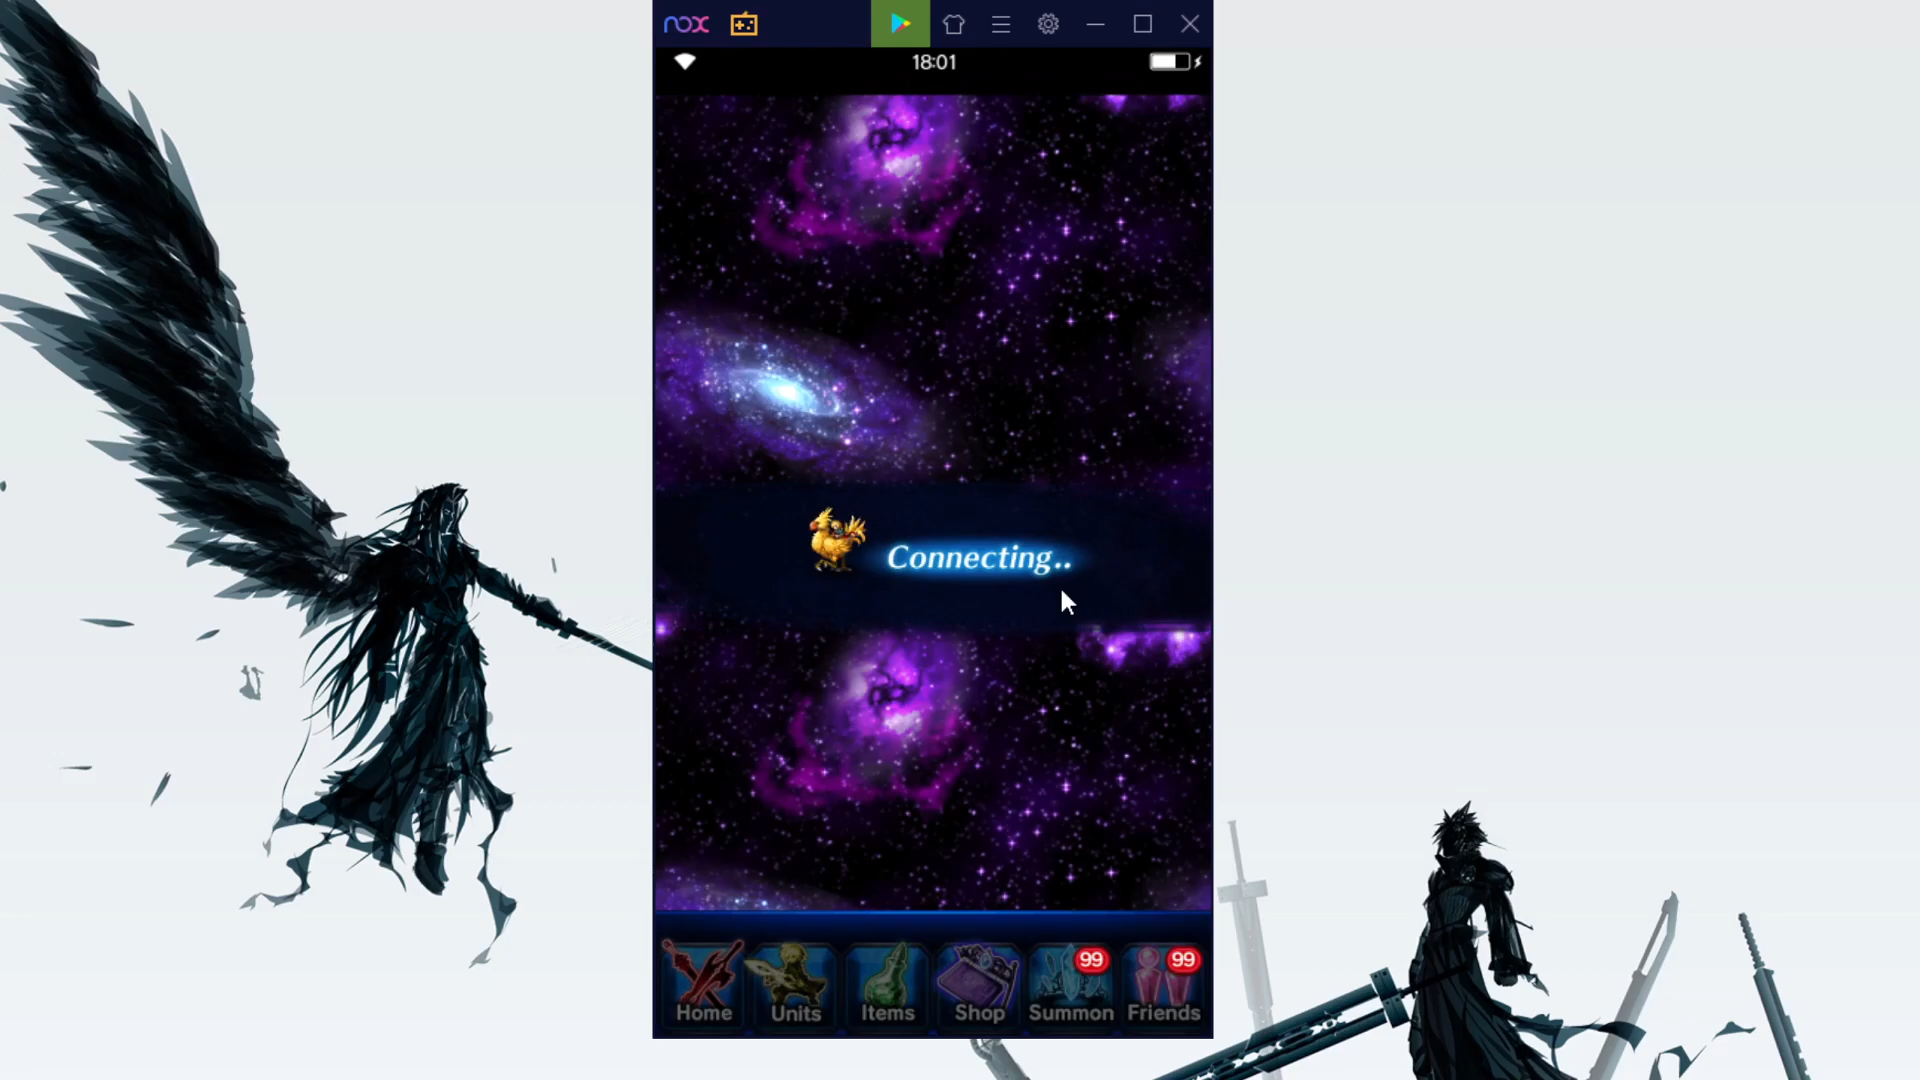 nox
18:01
Connecting..
99
99
Home
Units
Items
Shop
Summon
Friends